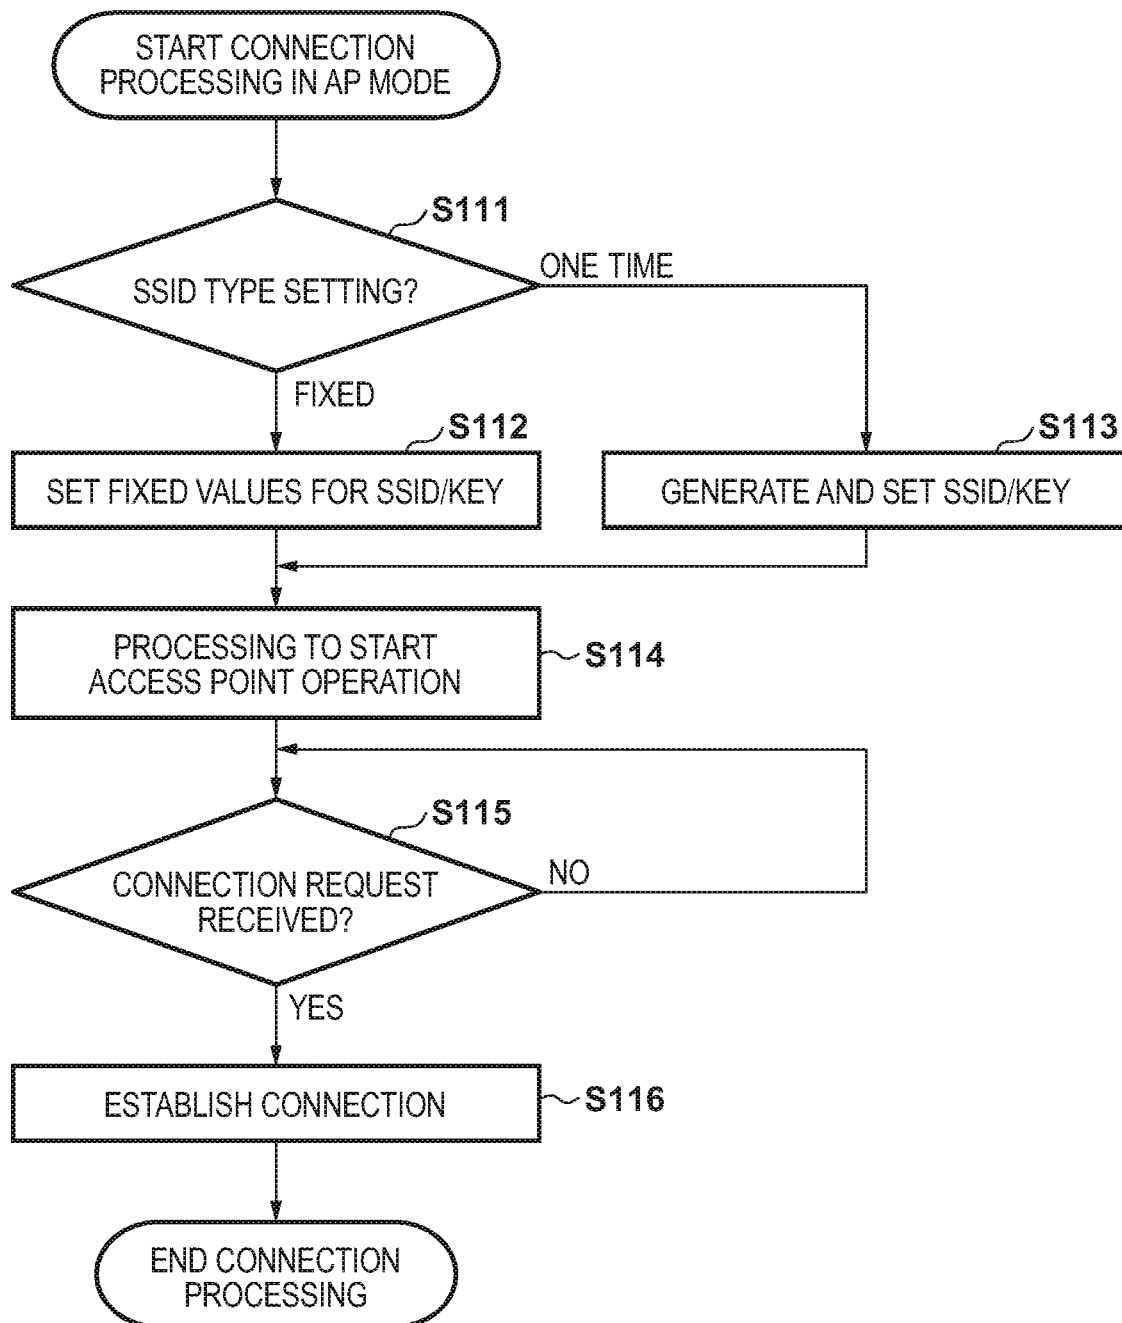 START CONNECTION
PROCESSING IN AP MODE
S111
SSID TYPE SETTING?
ONE TIME
FIXED
S112
SET FIXED VALUES FOR SSID/KEY
S113
GENERATE AND SET SSID/KEY
PROCESSING TO START
ACCESS POINT OPERATION
S114
S115
CONNECTION REQUEST
RECEIVED?
NO
YES
ESTABLISH CONNECTION
S116
END CONNECTION
PROCESSING